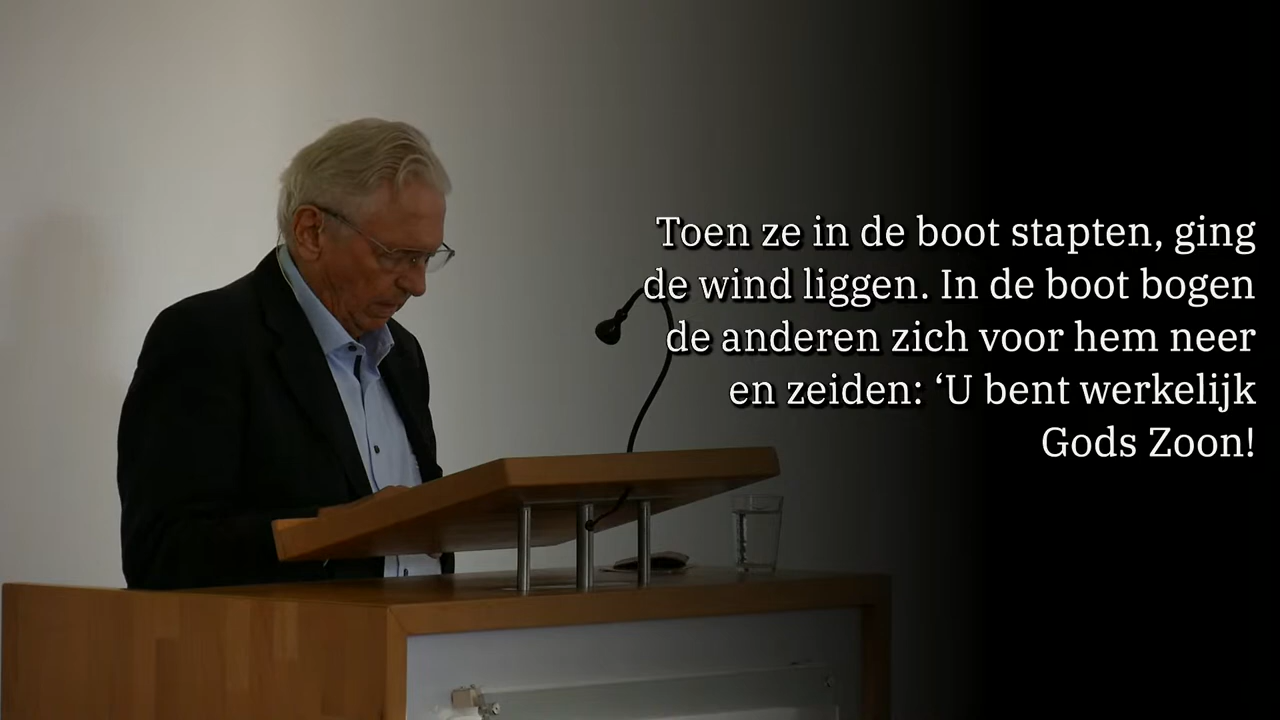 Toen ze in de boot stapten, ging
de wind liggen. In de boot bogen
de anderen zich voor hem neer
en zeiden: ‘U bent werkelijk
Gods Zoon!